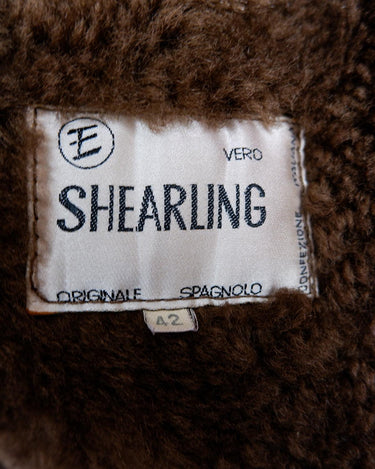 E
VERO
SHEARLING
ORIGINALE SPAGNOLO
CONFEZIONE
42